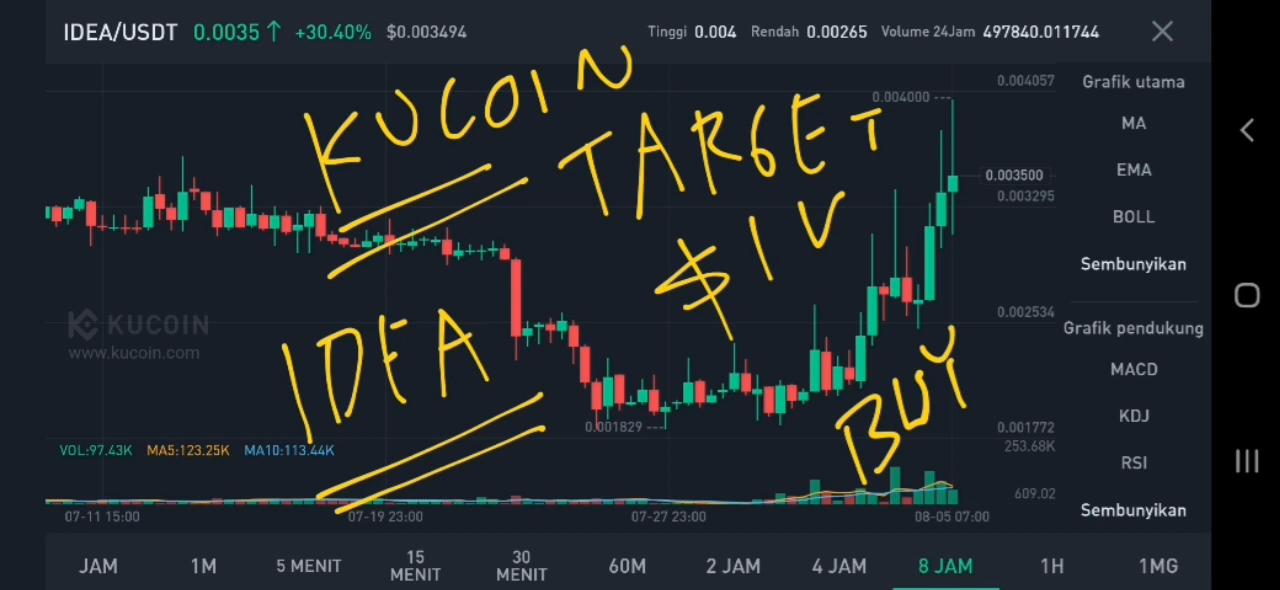 IDEA/USDT 0.0035 ↑ +30.40% $0.003494 Tinggi 0.004 Rendah 0.00265 Volume 24Jam 497840.011744
KUCOIN
TARGET
$1
IDEA
BUY
0.004057
0.004000
0.003500
0.003295
0.002534
0.001829
0.001772
KUCOIN
www.kucoin.com
VOL:97.43K MA5:123.25K MA10:113.44K
253.68K
609.02
07-11 15:00 07-19 23:00 07-27 23:00 08-05 07:00
Grafik utama
MA
EMA
BOLL
Sembunyikan
Grafik pendukung
MACD
KDJ
RSI
Sembunyikan
JAM 1M 5 MENIT 15 MENIT 30 MENIT 60M 2 JAM 4 JAM 8 JAM 1H 1MG